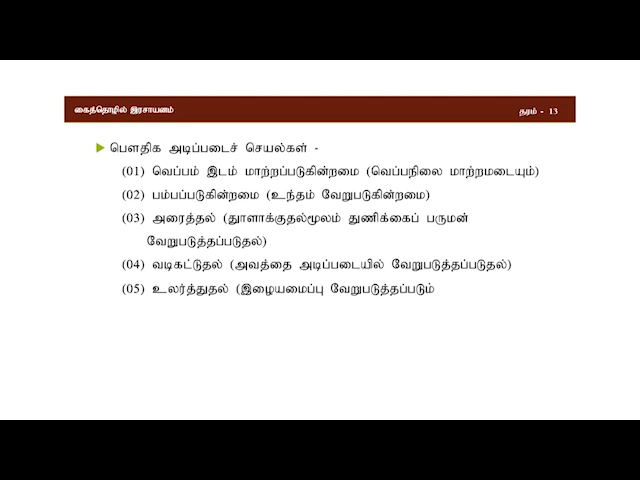 கைத்தொழில் இரசாயனம்
தரம் - 13
பௌதிக அடிப்படைச் செயல்கள் -
(01) வெப்பம் இடம் மாற்றப்படுகின்றமை (வெப்பநிலை மாற்றமடையும்)
(02) பம்பப்படுகின்றமை (உந்தம் வேறுபடுகின்றமை)
(03) அரைத்தல் (தூளாக்குதல்மூலம் துணிக்கைப் பருமன்
வேறுபடுத்தப்படுதல்)
(04) வடிகட்டுதல் (அவத்தை அடிப்படையில் வேறுபடுத்தப்படுதல்)
(05) உலர்த்துதல் (இழையமைப்பு வேறுபடுத்தப்படும்